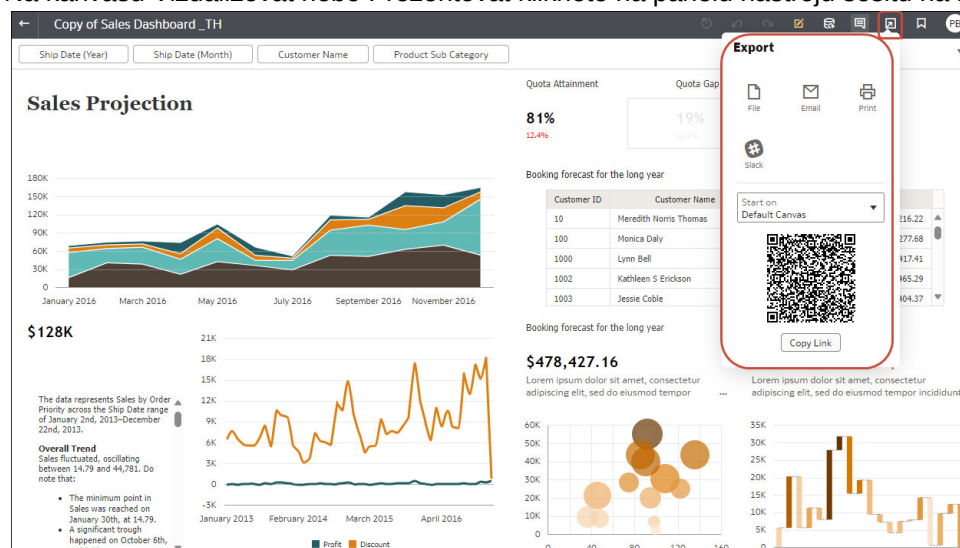 Copy of Sales Dashboard _TH
PB
Ship Date (Year)
Ship Date (Month)
Customer Name
Product Sub Category
Export
File
Email
Print
Slack
Start on
Default Canvas
Copy Link
Sales Projection
Quota Attainment
Quota Gap
81%
12.4%
19%
Booking forecast for the long year
Customer ID
Customer Name
10
Meredith Norris Thomas
216.22
100
Monica Daly
277.68
1000
Lynn Bell
417.41
1002
Kathleen S Erickson
465.29
1003
Jessie Coble
404.37
180K
150K
120K
90K
60K
30K
0
January 2016
March 2016
May 2016
July 2016
September 2016
November 2016
$128K
The data represents Sales by Order
Priority across the Ship Date range
of January 2nd, 2013–December
22nd, 2013.
Overall Trend
Sales fluctuated, oscillating
between 14.79 and 44,781. Do
note that:
• The minimum point in
Sales was reached on
January 30th, at 14.79.
• A significant trough
happened on October 6th,
21K
18K
15K
12K
9K
6K
3K
0
-3K
January 2013
February 2014
March 2015
April 2016
Profit
Discount
Booking forecast for the long year
$478,427.16
Lorem ipsum dolor sit amet, consectetur
adipiscing elit, sed do eiusmod tempor
...
Lorem ipsum dolor sit amet, consectetur
adipiscing elit, sed do eiusmod tempor incididunt
60K
50K
40K
30K
20K
10K
0
0
40
80
120
160
35K
30K
25K
20K
15K
10K
5K
0